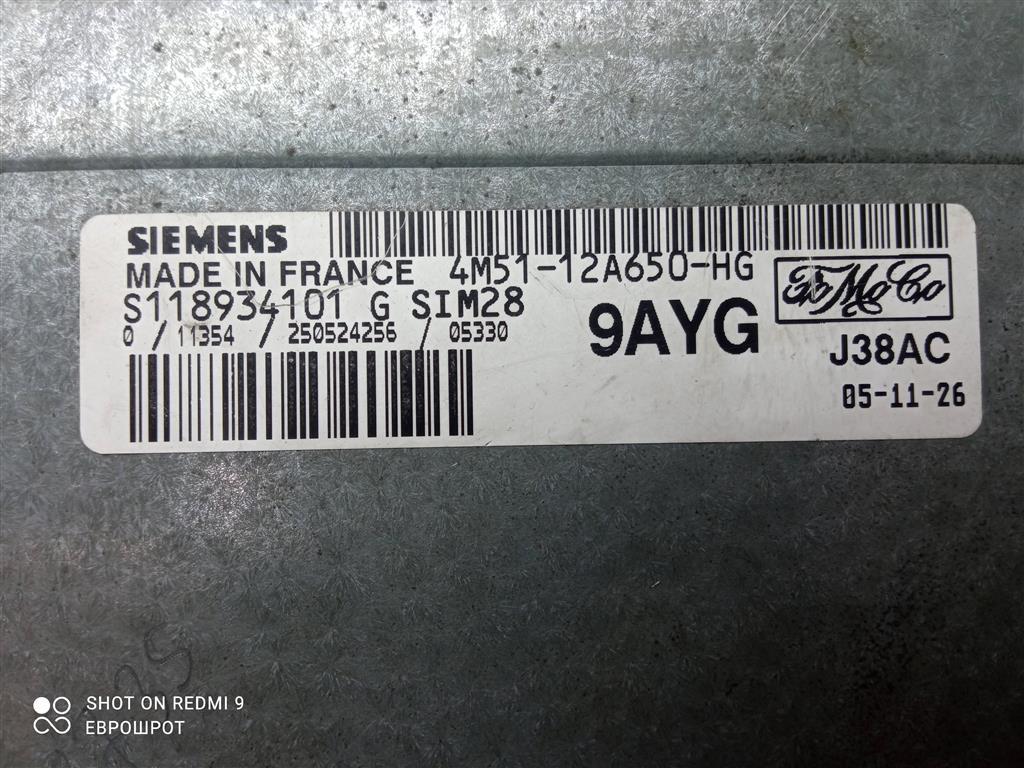 SIEMENS
MADE IN FRANCE 4M51-12A650-HG
S118934101 G SIM28
0 / 11354 / 250524256 / 05330
9AYG
FoMoCo
J38AC
05-11-26
SHOT ON REDMI 9
ЕВРОШРОТ